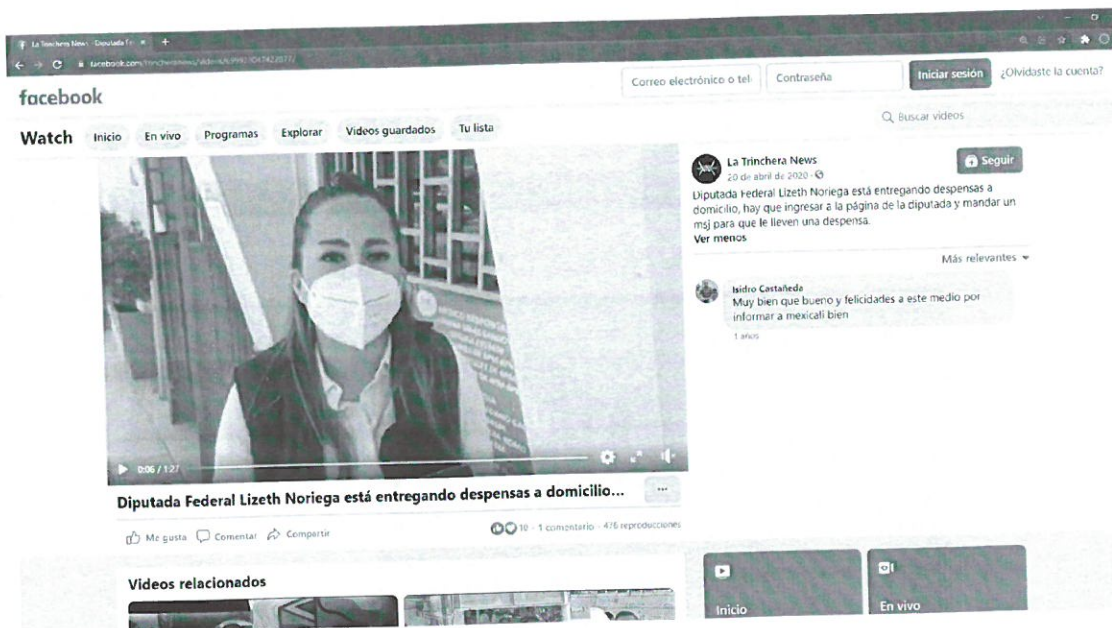 La Trinchera News - Diputada Fe
facebook.com/trincheranews/videos/
facebook
Correo electrónico o tel
Contraseña
Iniciar sesión
¿Olvidaste la cuenta?
Watch
Inicio
En vivo
Programas
Explorar
Videos guardados
Tu lista
Buscar videos
La Trinchera News
20 de abril de 2020
Seguir
Diputada Federal Lizeth Noriega está entregando despensas a
domicilio, hay que ingresar a la página de la diputada y mandar un
msj para que le lleven una despensa.
Ver menos
Más relevantes
Isidro Castañeda
Muy bien que bueno y felicidades a este medio por
informar a mexicali bien
1 años
0:06 / 1:27
Diputada Federal Lizeth Noriega está entregando despensas a domicilio...
Me gusta
Comentar
Compartir
10 · 1 comentario · 476 reproducciones
Videos relacionados
Inicio
En vivo